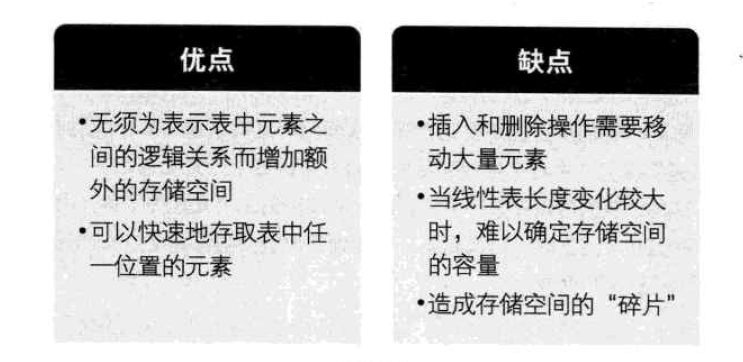 优点
•无须为表示表中元素之
间的逻辑关系而增加额
外的存储空间
•可以快速地存取表中任
一位置的元素
缺点
•插入和删除操作需要移
动大量元素
•当线性表长度变化较大
时，难以确定存储空间
的容量
•造成存储空间的“碎片”